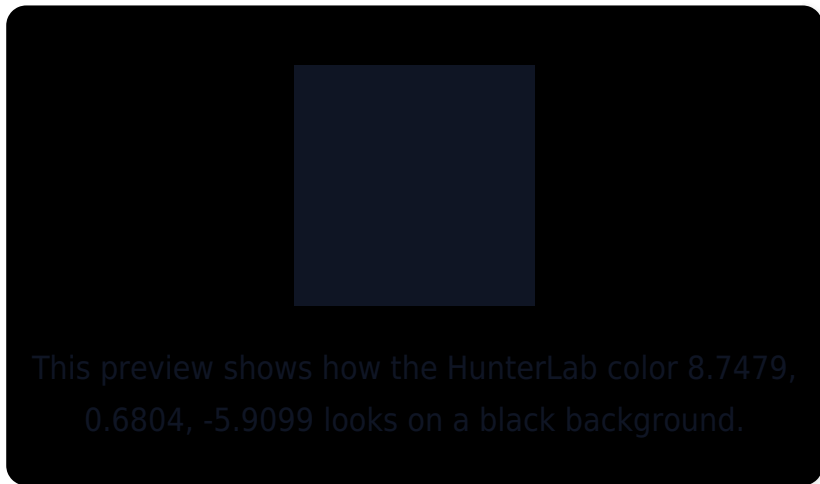 This preview shows how the HunterLab color 8.7479,
0.6804, -5.9099 looks on a black background.